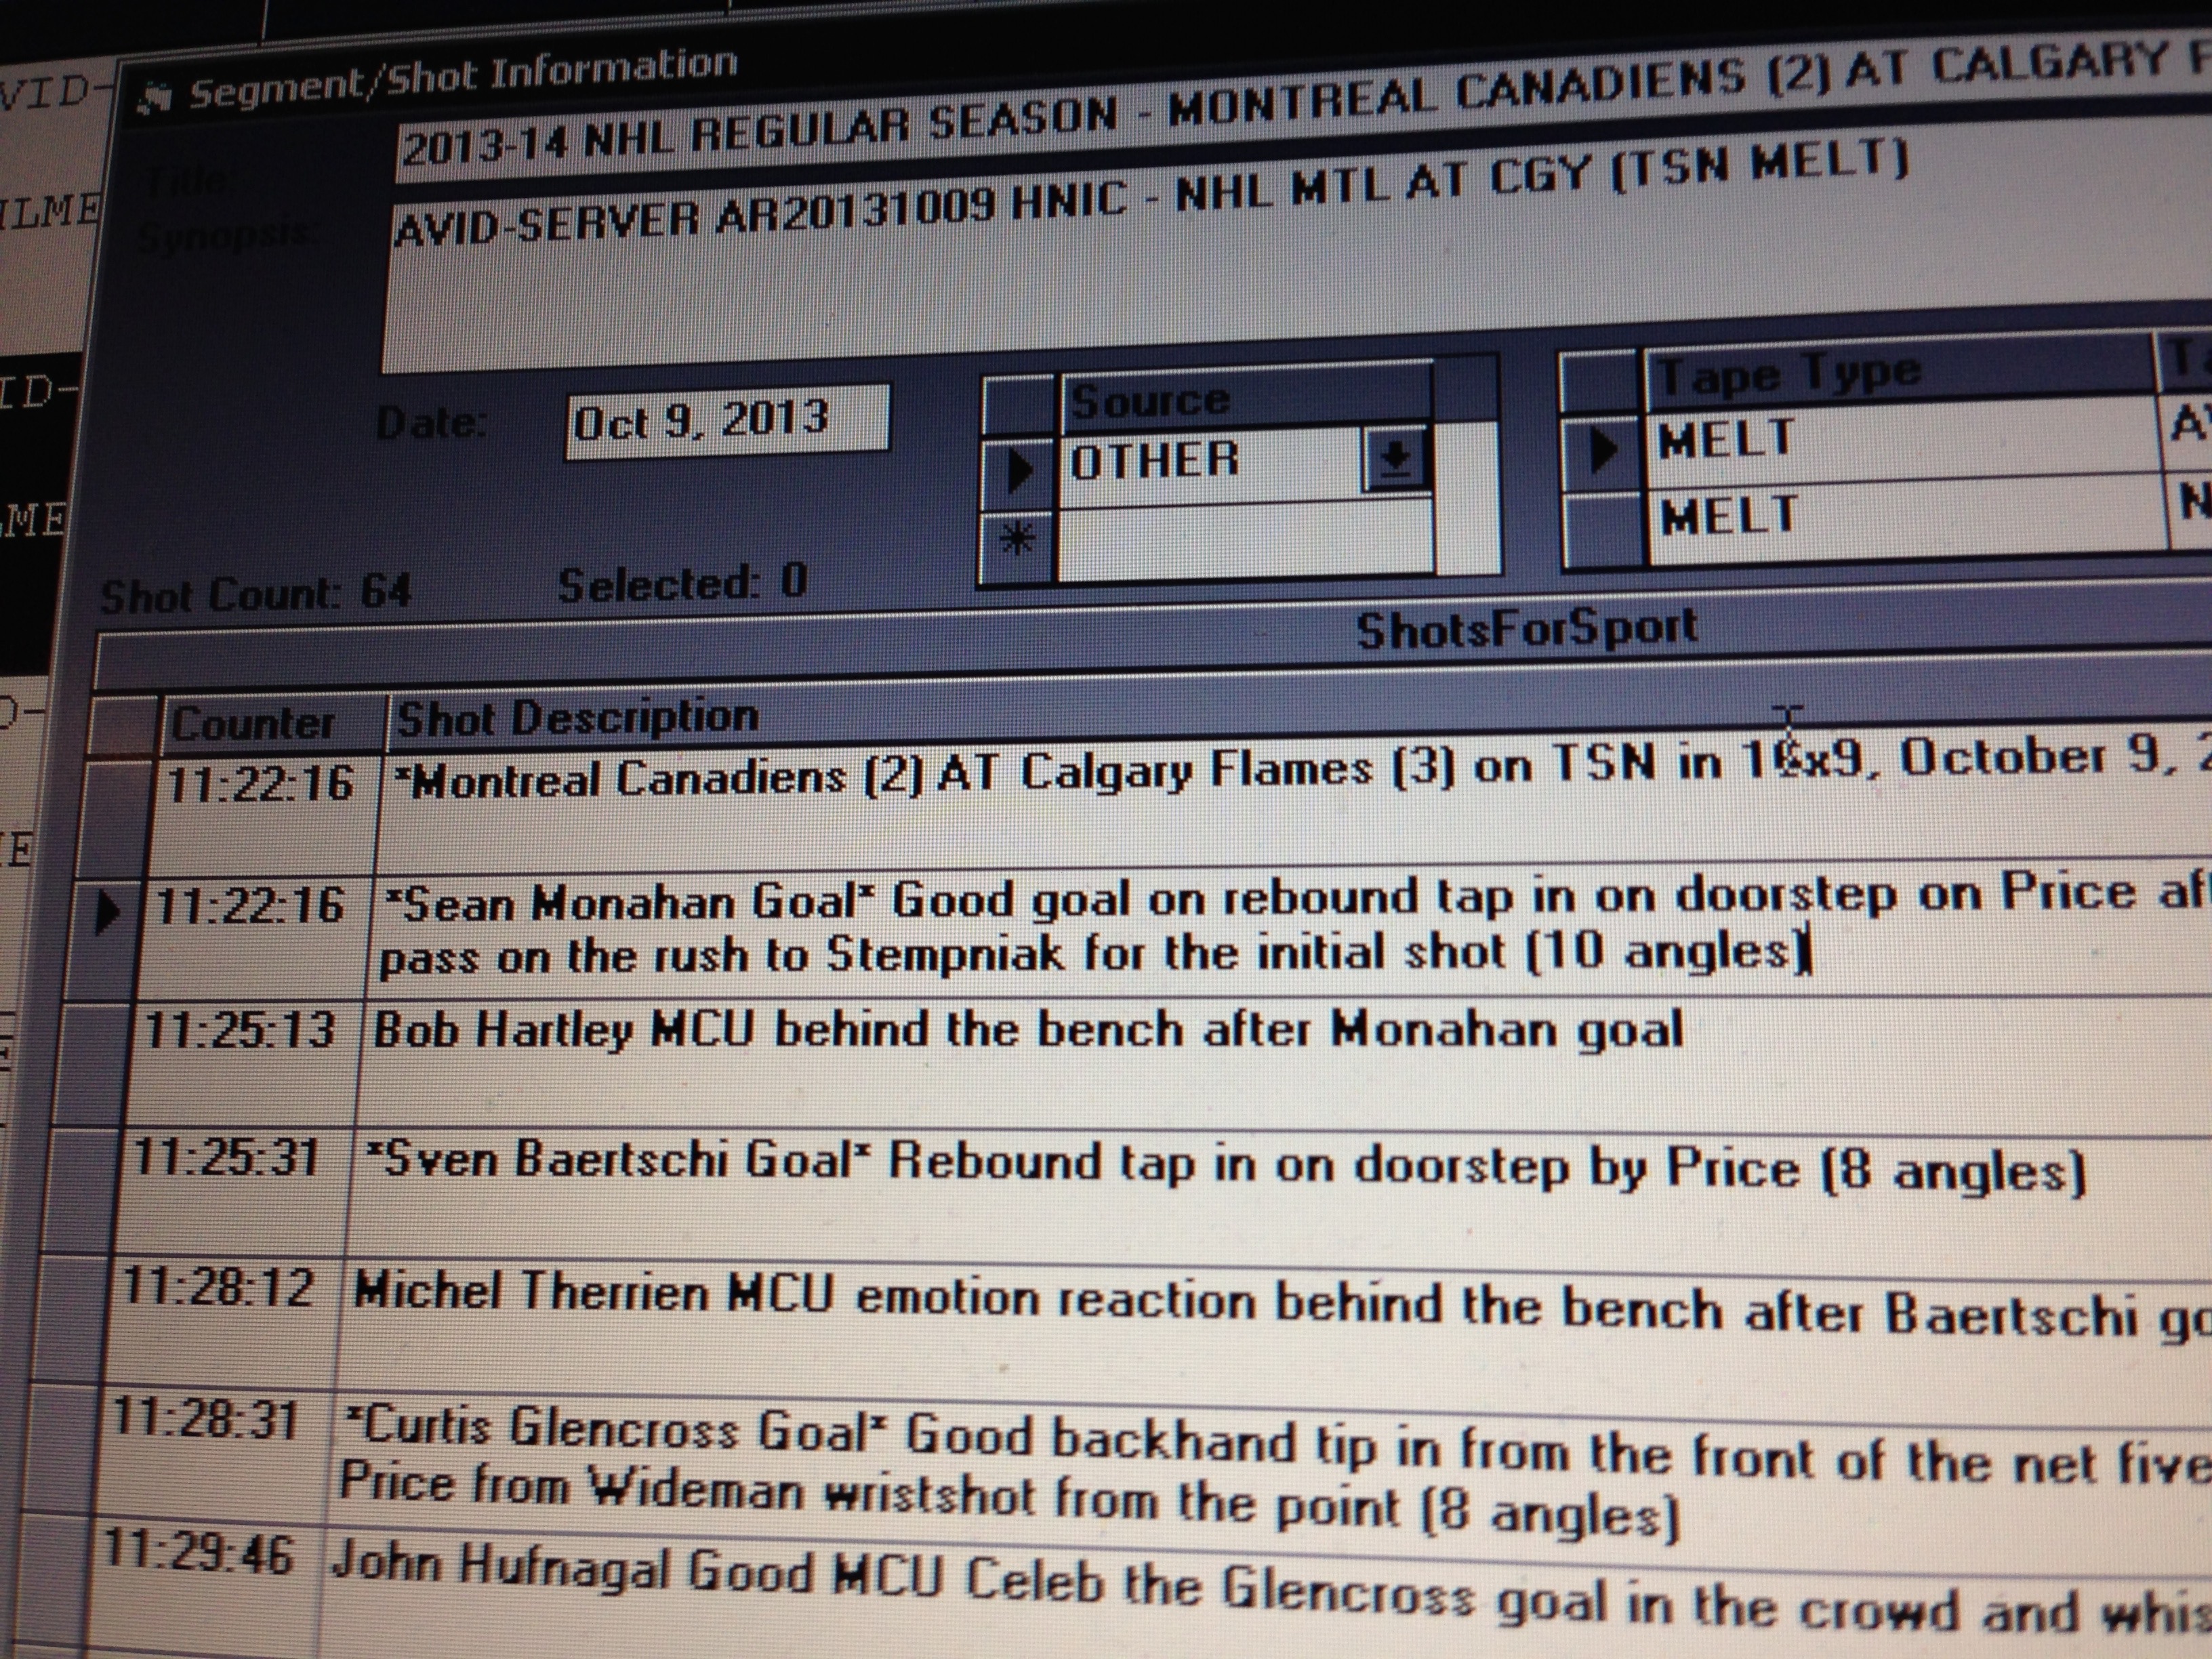 Segment/Shot Information
Title: 2013-14 NHL REGULAR SEASON - MONTREAL CANADIENS (2) AT CALGARY F
Synopsis: AVID-SERVER AR20131009 HNIC - NHL MTL AT CGY (TSN MELT)
Date: Oct 9, 2013
Source
OTHER
Tape Type
MELT
MELT
Shot Count: 64 Selected: 0
ShotsForSport
Counter Shot Description
11:22:16 *Montreal Canadiens (2) AT Calgary Flames (3) on TSN in 16x9, October 9, 2
11:22:16 *Sean Monahan Goal* Good goal on rebound tap in on doorstep on Price aft
pass on the rush to Stempniak for the initial shot (10 angles)
11:25:13 Bob Hartley MCU behind the bench after Monahan goal
11:25:31 *Sven Baertschi Goal* Rebound tap in on doorstep by Price (8 angles)
11:28:12 Michel Therrien MCU emotion reaction behind the bench after Baertschi go
11:28:31 *Curtis Glencross Goal* Good backhand tip in from the front of the net five
Price from Wideman wristshot from the point (8 angles)
11:29:46 John Hufnagal Good MCU Celeb the Glencross goal in the crowd and whis